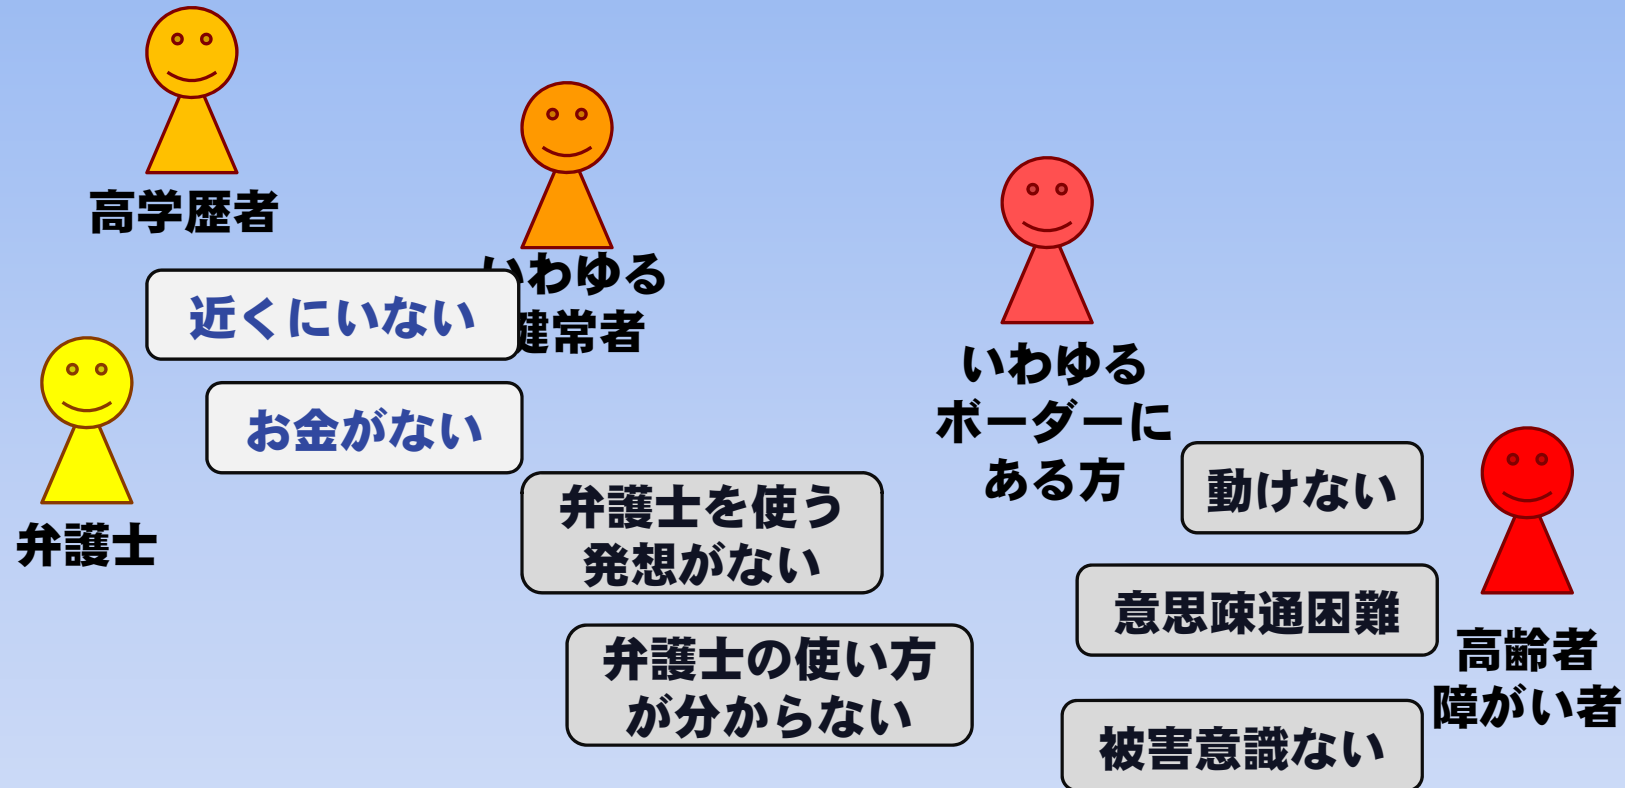 高学歴者
いわゆる
健常者
近くにいない
お金がない
弁護士
弁護士を使う
発想がない
弁護士の使い方
が分からない
いわゆる
ボーダーに
ある方
動けない
意思疎通困難
被害意識ない
高齢者
障がい者